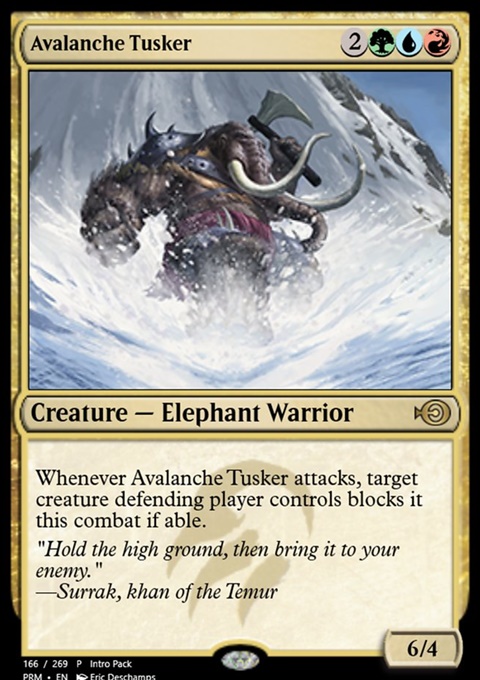 Avalanche Tusker 2
Creature — Elephant Warrior
Whenever Avalanche Tusker attacks, target
creature defending player controls blocks it
this combat if able.
"Hold the high ground, then bring it to your
enemy."
—Surrak, khan of the Temur
6/4
166 / 269 P Intro Pack
PRM • EN Eric Deschamps